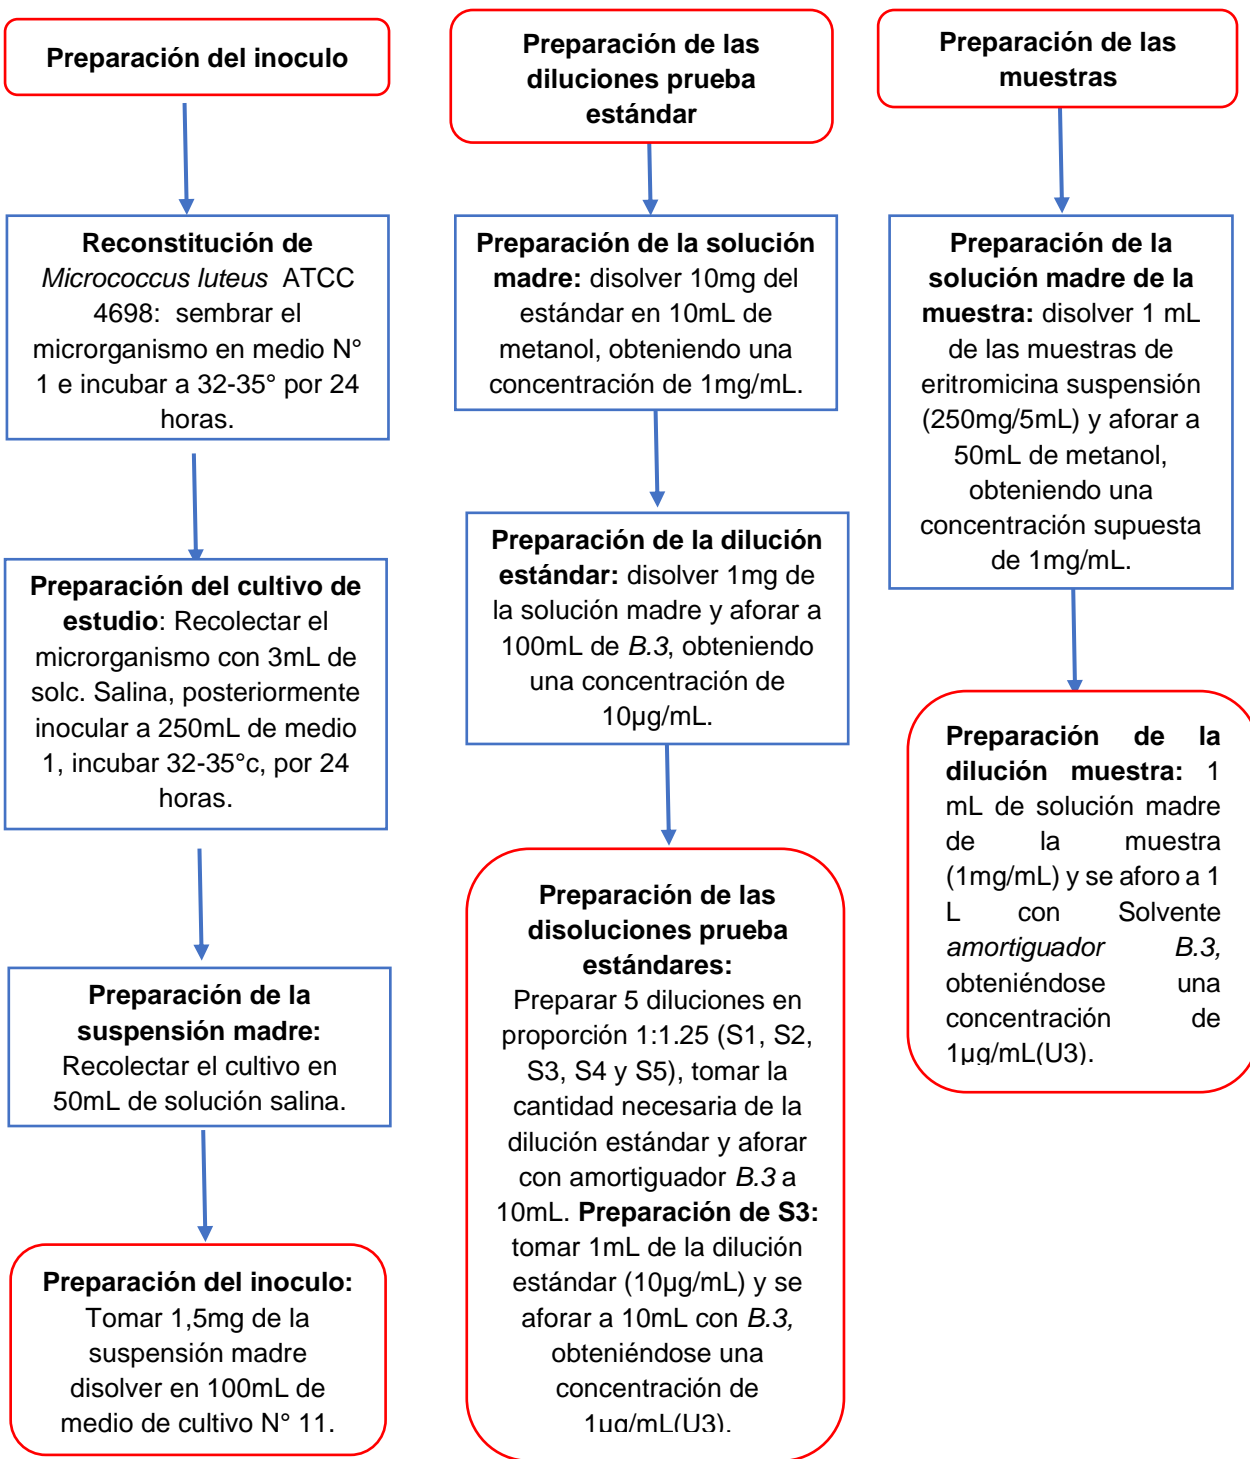 Preparación del inoculo
Reconstitución de
Micrococcus luteus ATCC
4698: sembrar el
microrganismo en medio N°
1 e incubar a 32-35° por 24
horas.
Preparación del cultivo de
estudio: Recolectar el
microrganismo con 3mL de
solc. Salina, posteriormente
inocular a 250mL de medio
1, incubar 32-35°c, por 24
horas.
Preparación de la
suspensión madre:
Recolectar el cultivo en
50mL de solución salina.
Preparación del inoculo:
Tomar 1,5mg de la
suspensión madre
disolver en 100mL de
medio de cultivo N° 11.
Preparación de las
diluciones prueba
estándar
Preparación de la solución
madre: disolver 10mg del
estándar en 10mL de
metanol, obteniendo una
concentración de 1mg/mL.
Preparación de la dilución
estándar: disolver 1mg de
la solución madre y aforar a
100mL de B.3, obteniendo
una concentración de
10µg/mL.
Preparación de las
disoluciones prueba
estándares:
Preparar 5 diluciones en
proporción 1:1.25 (S1, S2,
S3, S4 y S5), tomar la
cantidad necesaria de la
dilución estándar y aforar
con amortiguador B.3 a
10mL. Preparación de S3:
tomar 1mL de la dilución
estándar (10µg/mL) y se
aforar a 10mL con B.3,
obteniéndose una
concentración de
1µg/mL(U3).
Preparación de las
muestras
Preparación de la
solución madre de la
muestra: disolver 1 mL
de las muestras de
eritromicina suspensión
(250mg/5mL) y aforar a
50mL de metanol,
obteniendo una
concentración supuesta
de 1mg/mL.
Preparación de la
dilución muestra: 1
mL de solución madre
de la muestra
(1mg/mL) y se aforo a 1
L con Solvente
amortiguador B.3,
obteniéndose una
concentración de
1µg/mL(U3).